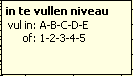 in te vullen niveau
vul in: A-B-C-D-E
of: 1-2-3-4-5